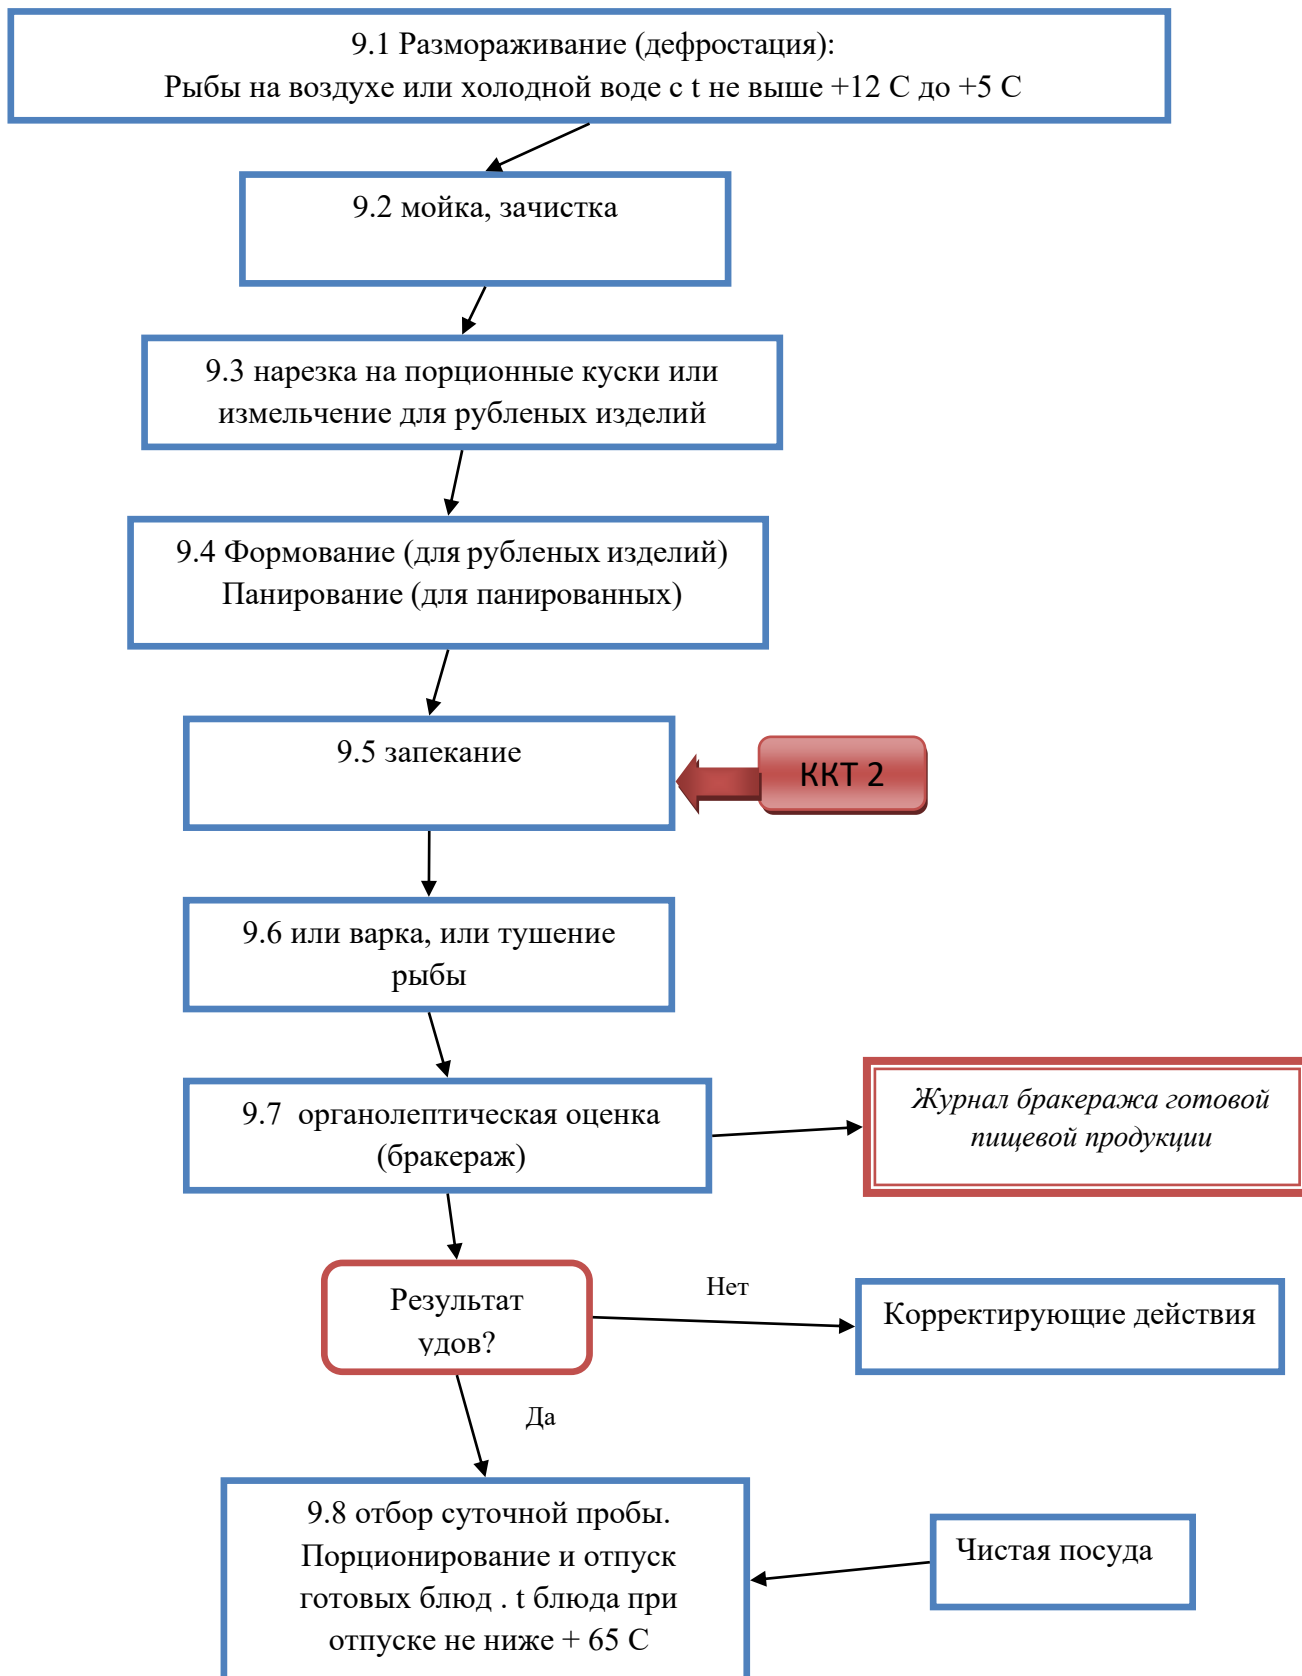 9.1 Размораживание (дефростация):
Рыбы на воздухе или холодной воде с t не выше +12 С до +5 С
9.2 мойка, зачистка
9.3 нарезка на порционные куски или
измельчение для рубленых изделий
9.4 Формование (для рубленых изделий)
Панирование (для панированных)
9.5 запекание
ККТ 2
9.6 или варка, или тушение
рыбы
9.7 органолептическая оценка
(бракераж)
Журнал бракеража готовой
пищевой продукции
Результат
удов?
Нет
Корректирующие действия
Да
9.8 отбор суточной пробы.
Порционирование и отпуск
готовых блюд . t блюда при
отпуске не ниже + 65 С
Чистая посуда